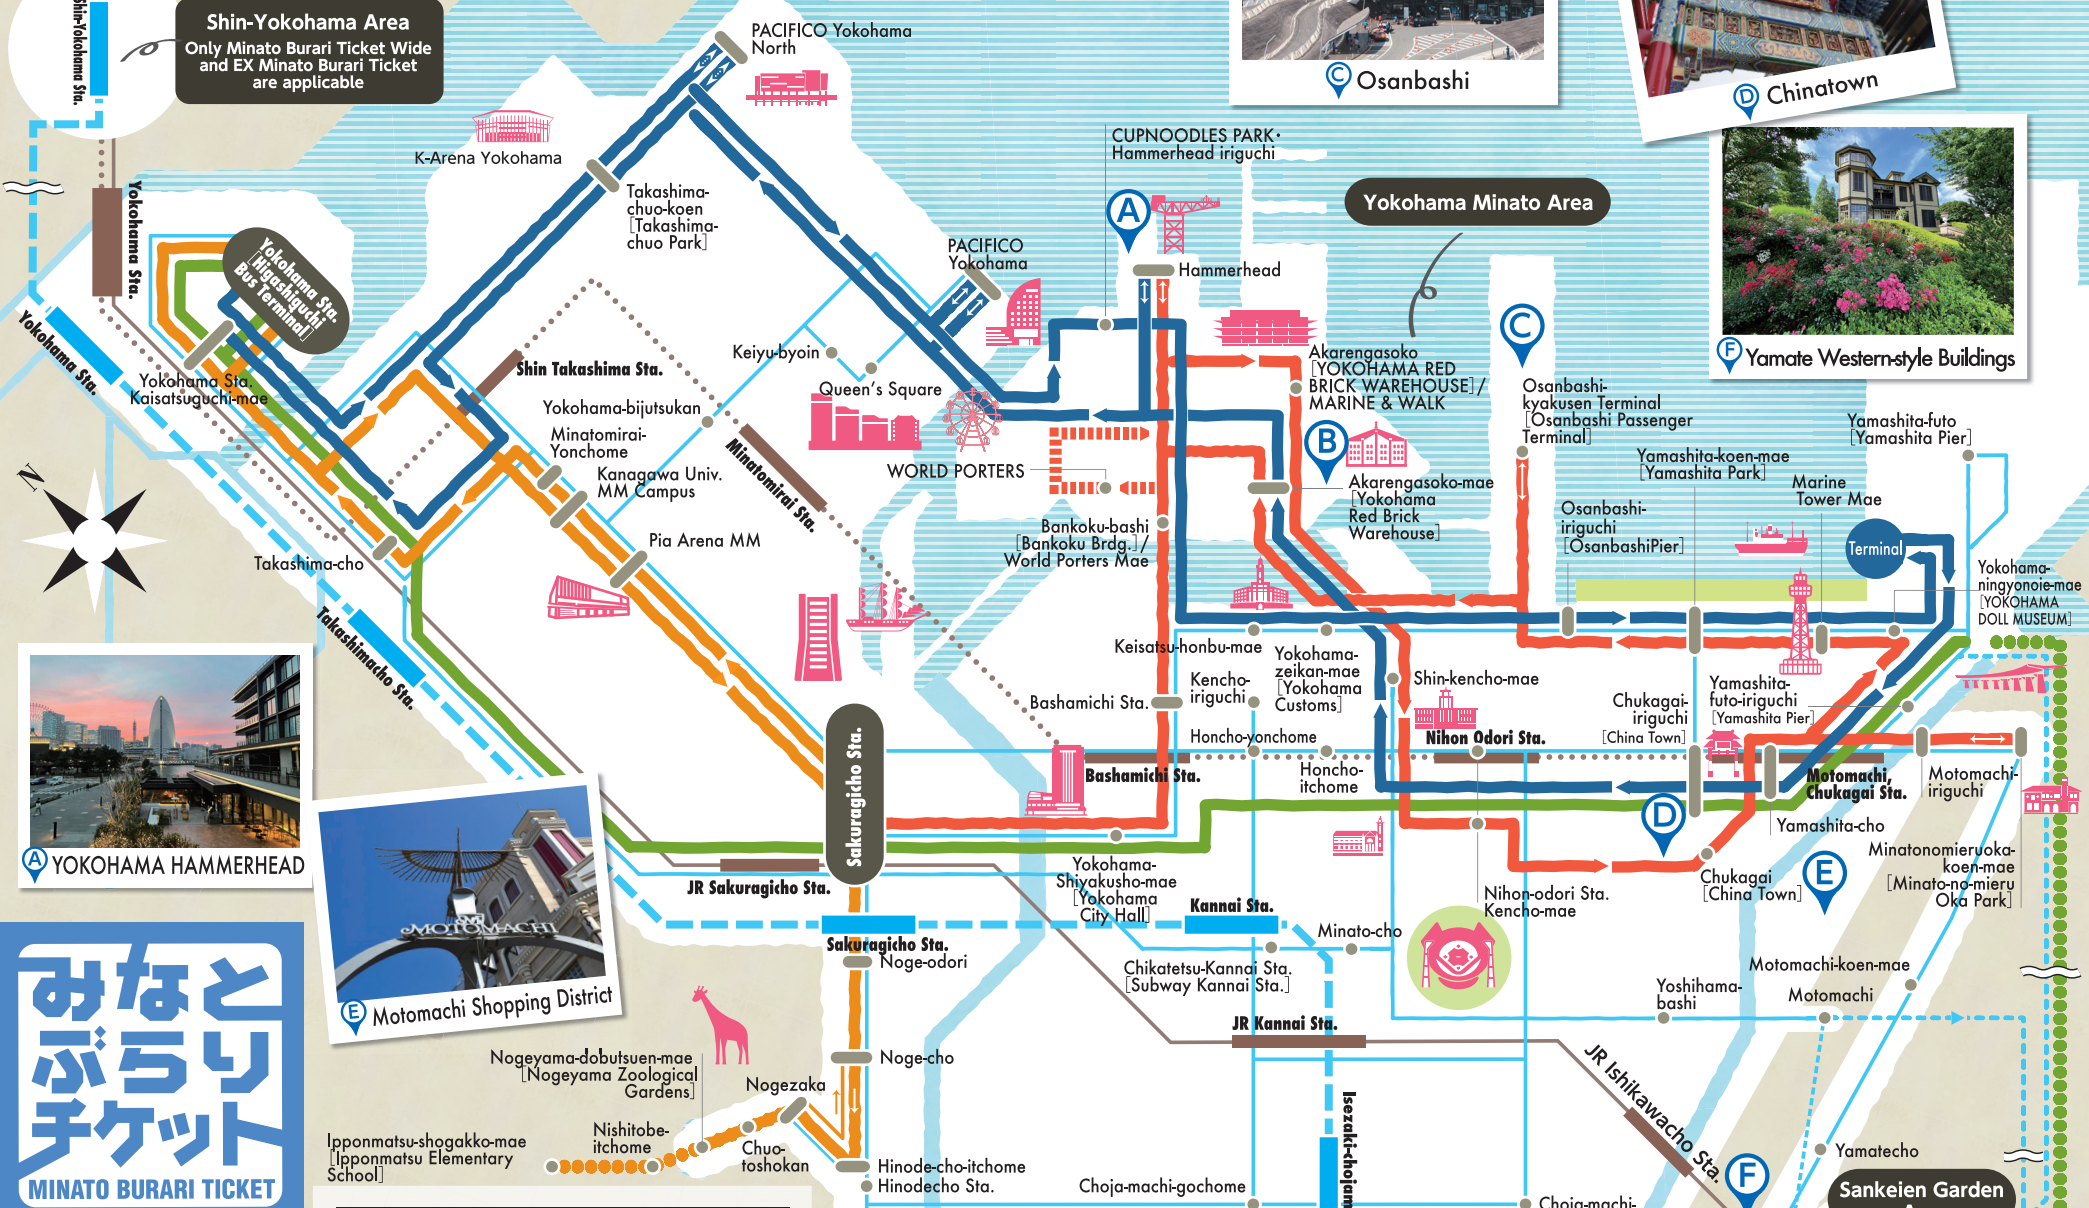 Shin-Yokohama Sta.
Shin-Yokohama Area
Only Minato Burari Ticket Wide
and EX Minato Burari Ticket
are applicable
PACIFICO Yokohama
North
C Osanbashi
D Chinatown
K-Arena Yokohama
CUPNOODLES PARK・
Hammerhead iriguchi
Yokohama Sta.
Takashima-
chuo-koen
[Takashima-
chuo Park]
A
Yokohama Minato Area
PACIFICO
Yokohama
Hammerhead
Yokohama Sta.
[Higashiguchi
Bus Terminal]
C
F Yamate Western-style Buildings
Yokohama Sta.
Yokohama Sta.
Kaisatsuguchi-mae
Shin Takashima Sta.
Keiyu-byoin
Queen's Square
Akarengasoko
[YOKOHAMA RED
BRICK WAREHOUSE]/
MARINE & WALK
Osanbashi-
kyakusen Terminal
[Osanbashi Passenger
Terminal]
Yamashita-futo
[Yamashita Pier]
Yokohama-bijutsukan
Minatomirai-
Yonchome
Minatomirai Sta.
B
Yamashita-koen-mae
[Yamashita Park]
N
Kanagawa Univ.
MM Campus
WORLD PORTERS
Akarengasoko-mae
[Yokohama
Red Brick
Warehouse]
Marine
Tower Mae
Osanbashi-
iriguchi
[OsanbashiPier]
Bankoku-bashi
[Bankoku Brdg.]/
World Porters Mae
Pia Arena MM
Takashima-cho
Terminal
Yokohama-
ningyonoie-mae
[YOKOHAMA
DOLL MUSEUM]
Takashimacho Sta.
Keisatsu-honbu-mae
Yokohama-
zeikan-mae
[Yokohama
Customs]
Kencho-
iriguchi
Shin-kencho-mae
Bashamichi Sta.
Chukagai-
iriguchi
[China Town]
Yamashita-
futo-iriguchi
[Yamashita Pier]
Sakuragicho Sta.
Honcho-yonchome
Nihon Odori Sta.
Bashamichi Sta.
Honcho-
itchome
Motomachi,
Chukagai Sta.
Motomachi-
iriguchi
D
Yamashita-cho
A YOKOHAMA HAMMERHEAD
MOTOMACHI
E Motomachi Shopping District
JR Sakuragicho Sta.
Yokohama-
Shiyakusho-mae
[Yokohama
City Hall]
Nihon-odori Sta.
Kencho-mae
Chukagai
[China Town]
E
Minatonomieruoka-
koen-mae
[Minato-no-mieru
Oka Park]
Kannai Sta.
Sakuragicho Sta.
Noge-odori
Minato-cho
Chikatetsu-Kannai Sta.
[Subway Kannai Sta.]
Motomachi-koen-mae
Yoshihama-
bashi
Motomachi
JR Kannai Sta.
JR Ishikawacho Sta.
みなと
ぶらり
チケット
MINATO BURARI TICKET
Nogeyama-dobutsuen-mae
[Nogeyama Zoological
Gardens]
Noge-cho
Nogezaka
Ipponmatsu-shogakko-mae
[Ipponmatsu Elementary
School]
Nishitobe-
itchome
Chuo-
toshokan
Hinode-cho-itchome
Hinodecho Sta.
Choja-machi-gochome
Choja-machi-
Yamatecho
F
Sankeien Garden